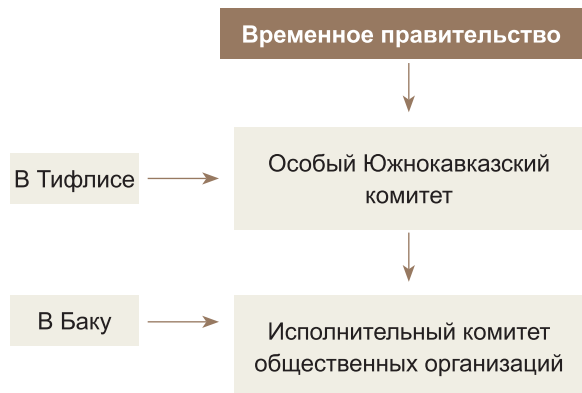 Временное правительство
В Тифлисе
Особый Южнокавказский
комитет
В Баку
Исполнительный комитет
общественных организаций